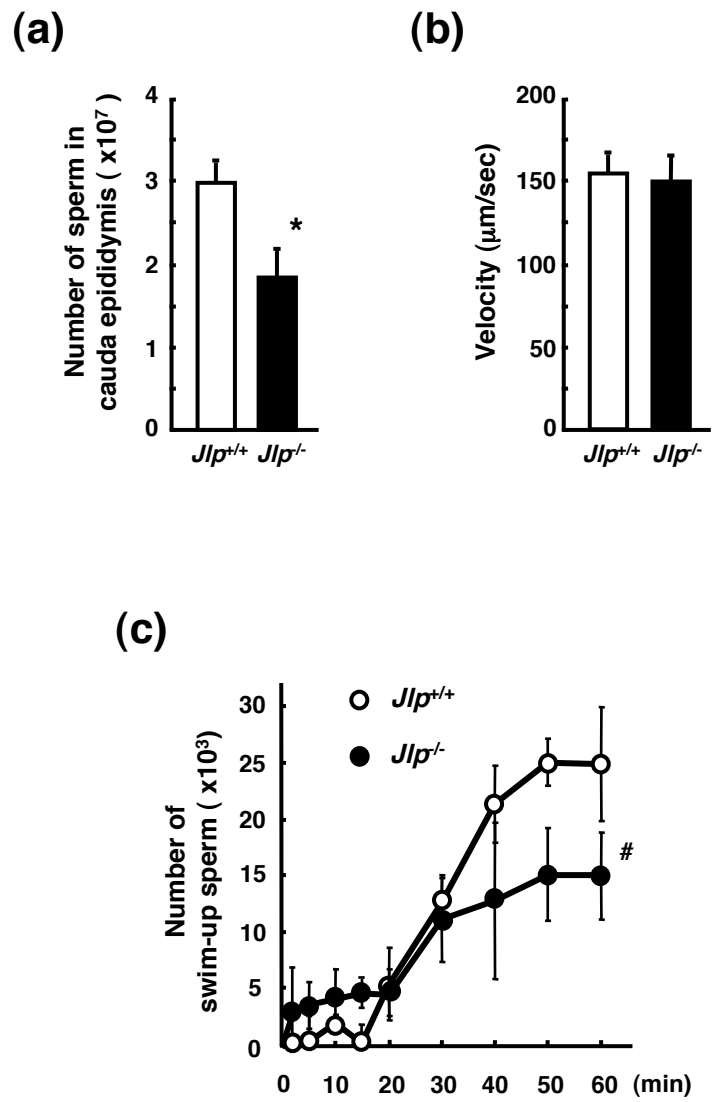 (a)
Number of sperm in
cauda epididymis ( x10⁷ )
4
3
2
1
0
*
Jlp+/+ Jlp-/-
(b)
Velocity (μm/sec)
200
150
100
50
0
Jlp+/+ Jlp-/-
(c)
Number of
swim-up sperm ( x10³)
30
25
20
15
10
5
0
Jlp+/+
Jlp-/-
#
0 10 20 30 40 50 60 (min)